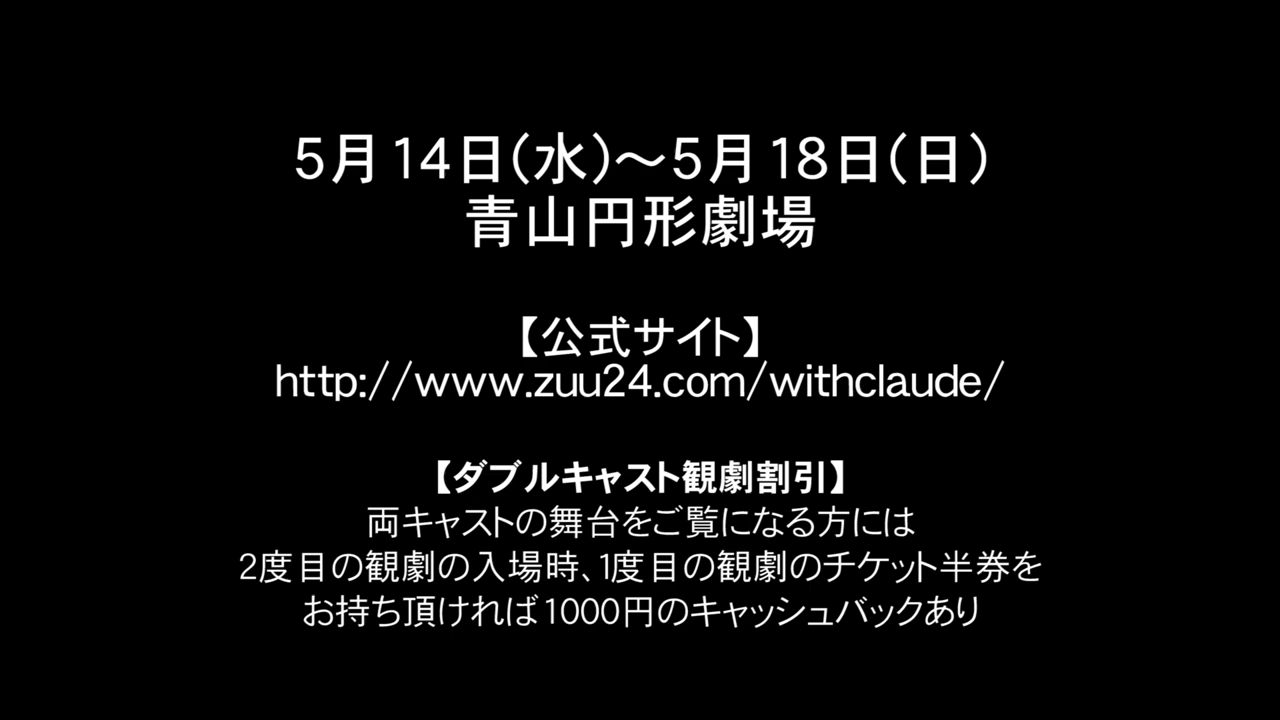 5月14日(水)～5月18日(日)
青山円形劇場
【公式サイト】
http://www.zuu24.com/withclaude/
【ダブルキャスト観劇割引】
両キャストの舞台をご覧になる方には
2度目の観劇の入場時、1度目の観劇のチケット半券を
お持ち頂ければ1000円のキャッシュバックあり